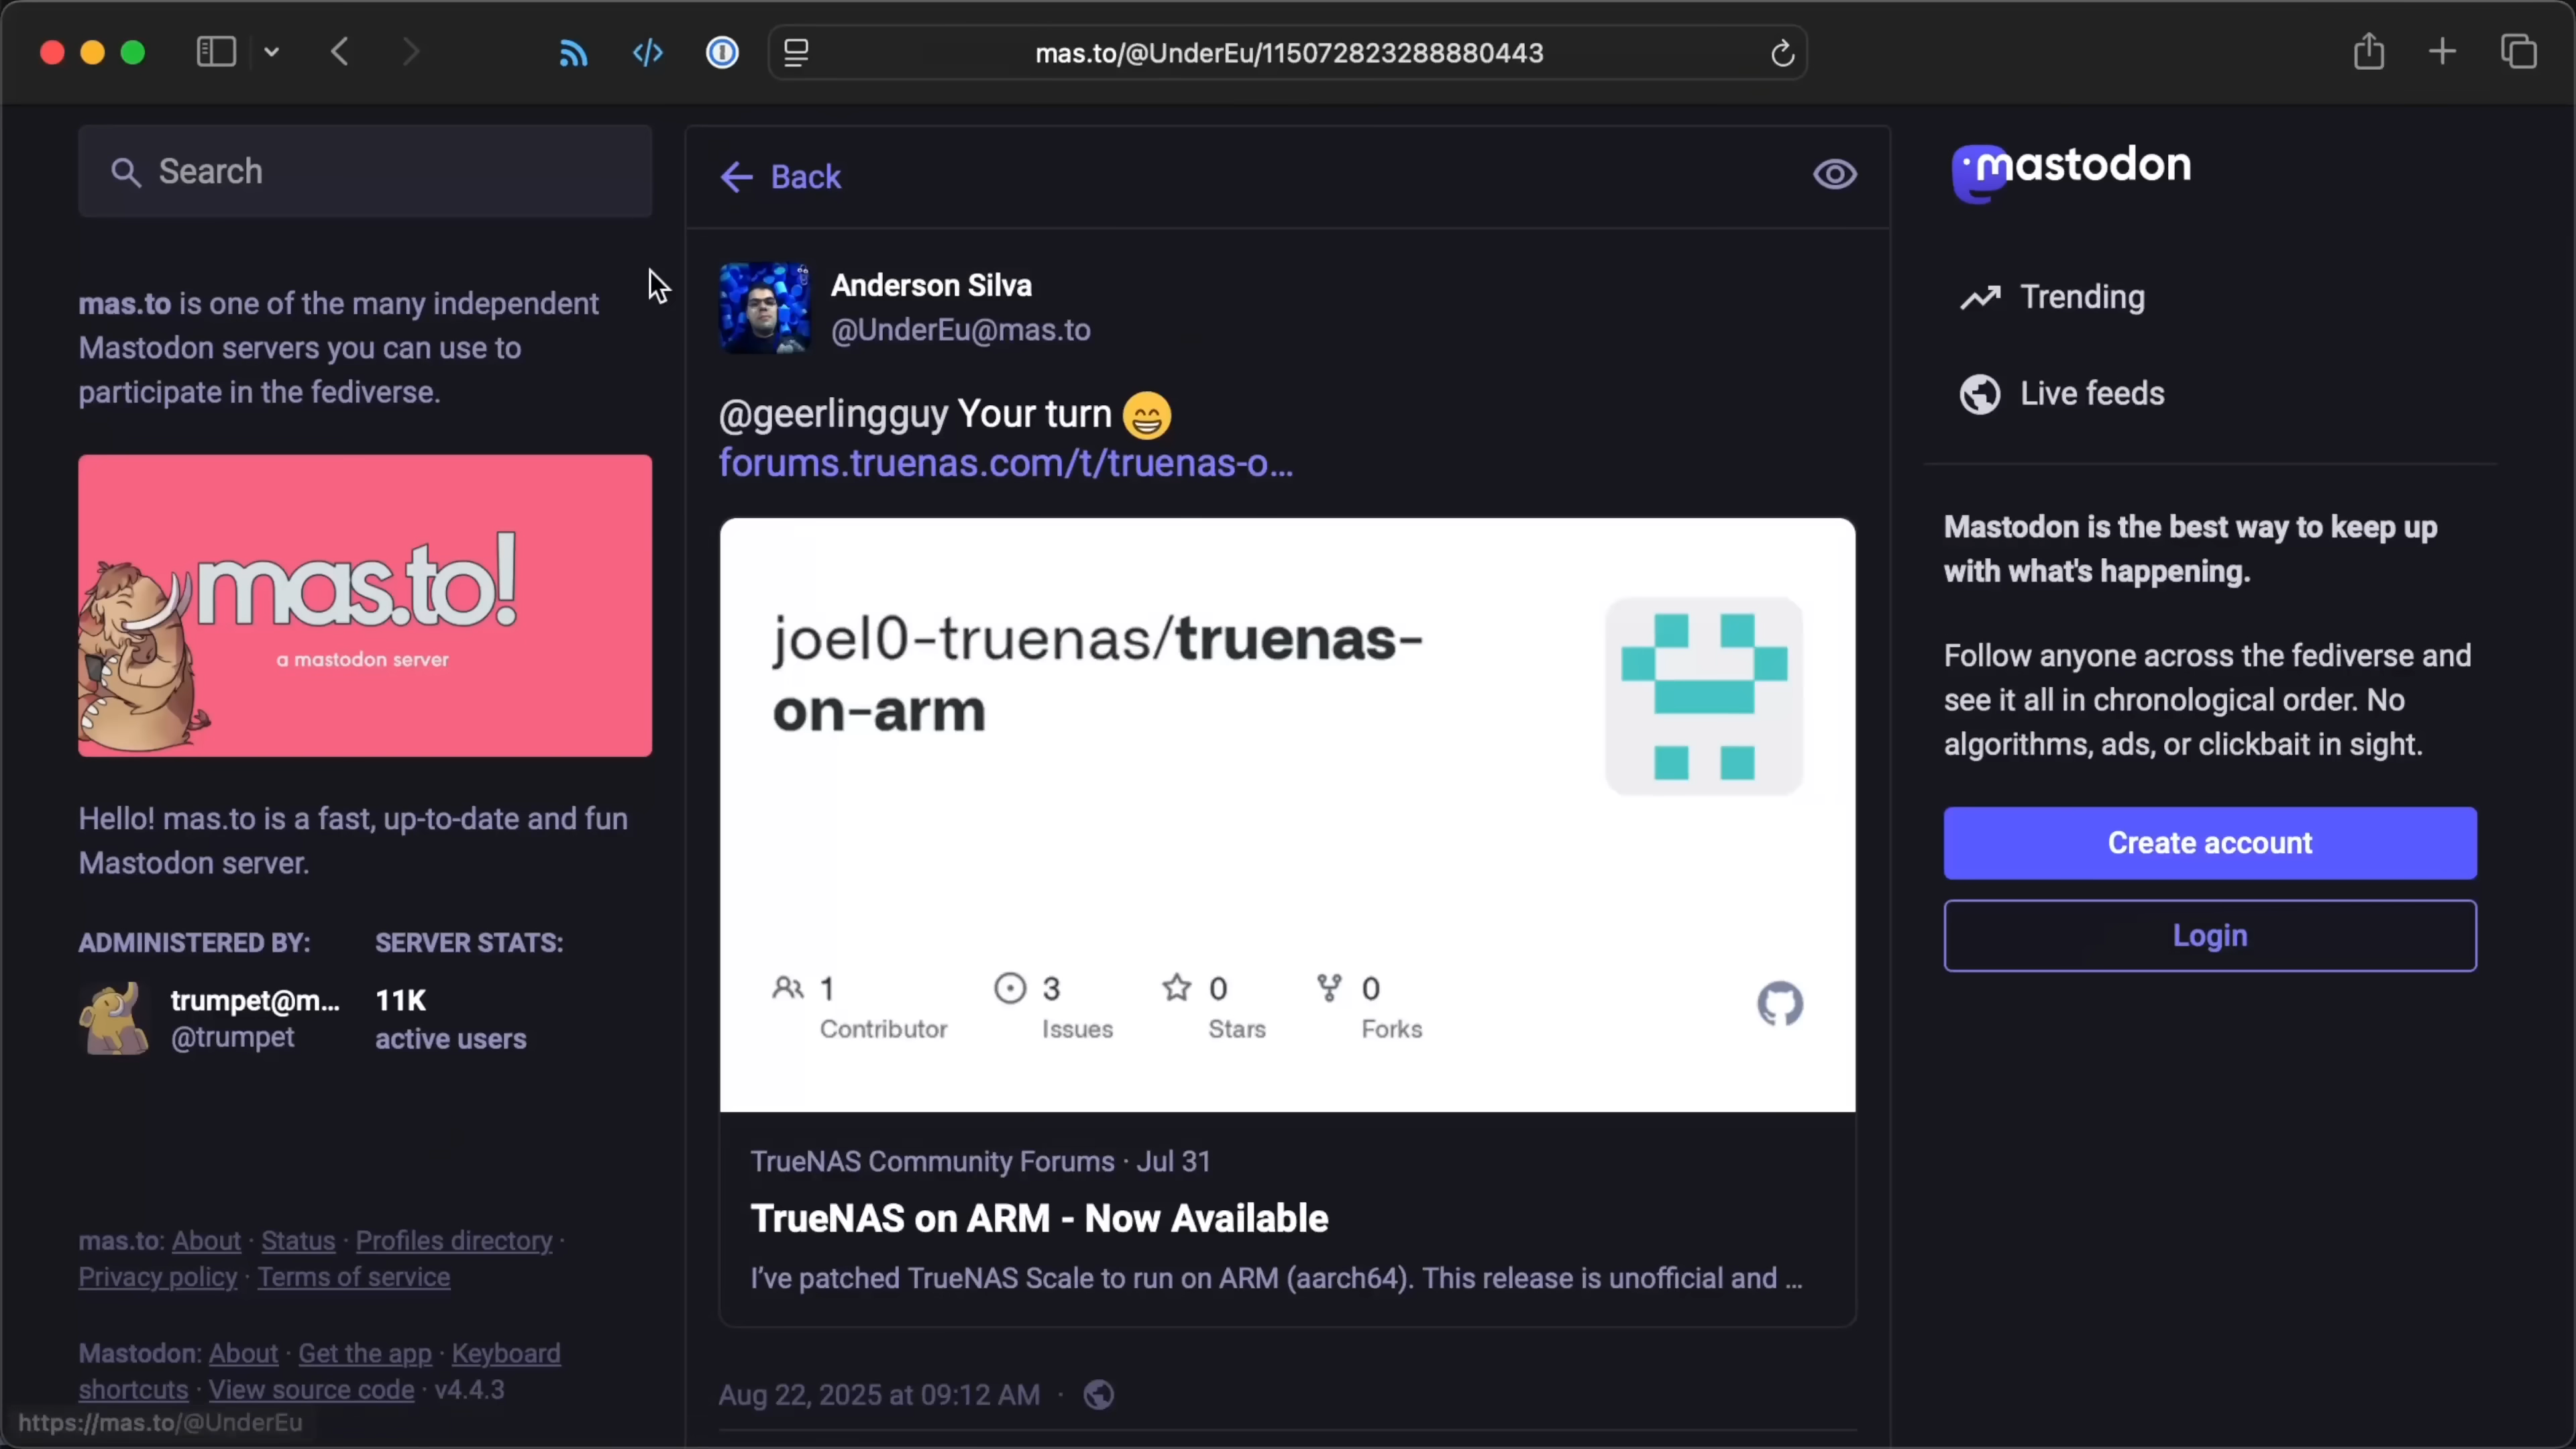 mas.to/@UnderEu/115072823288880443
Search
mas.to is one of the many independent
Mastodon servers you can use to
participate in the fediverse.
mas.to!
a mastodon server
Hello! mas.to is a fast, up-to-date and fun
Mastodon server.
ADMINISTERED BY:
trumpet@m...
@trumpet
SERVER STATS:
11K
active users
mas.to: About · Status · Profiles directory ·
Privacy policy · Terms of service
Mastodon: About · Get the app · Keyboard
shortcuts · View source code · v4.4.3
https://mas.to/@UnderEu
Back
Anderson Silva
@UnderEu@mas.to
@geerlingguy Your turn 😁
forums.truenas.com/t/truenas-o...
joel0-truenas/truenas-
on-arm
1
Contributor
3
Issues
0
Stars
0
Forks
TrueNAS Community Forums · Jul 31
TrueNAS on ARM - Now Available
I've patched TrueNAS Scale to run on ARM (aarch64). This release is unofficial and ...
Aug 22, 2025 at 09:12 AM ·
mastodon
Trending
Live feeds
Mastodon is the best way to keep up
with what's happening.
Follow anyone across the fediverse and
see it all in chronological order. No
algorithms, ads, or clickbait in sight.
Create account
Login